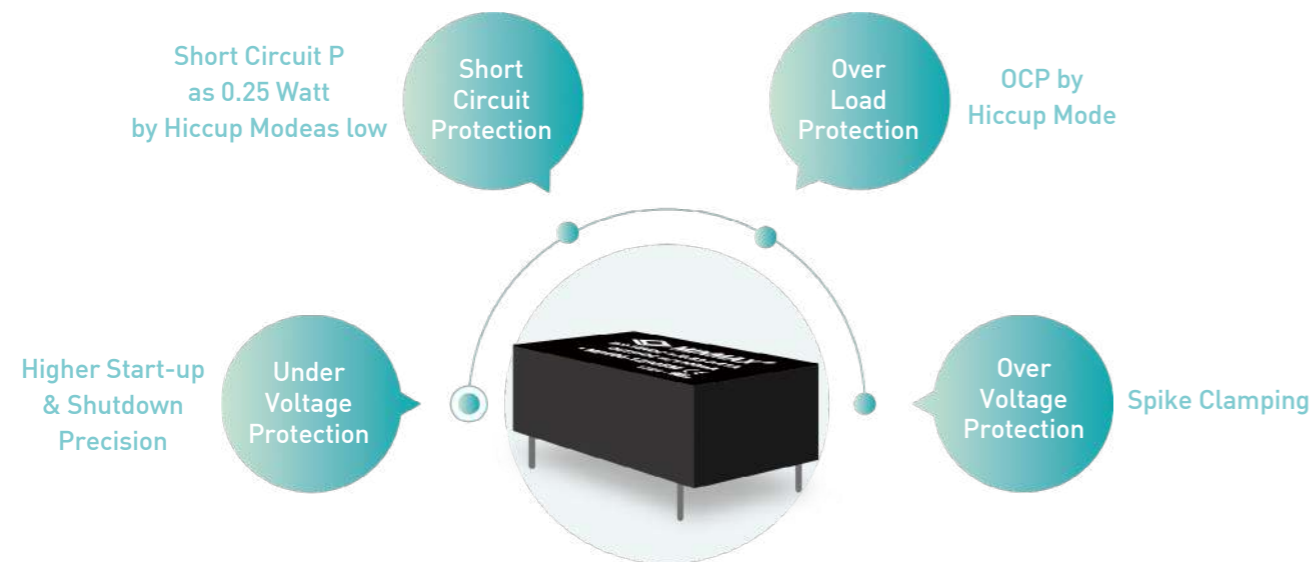 Short Circuit P
as 0.25 Watt
by Hiccup Modeas low
Short
Circuit
Protection
Over
Load
Protection
OCP by
Hiccup Mode
Higher Start-up
& Shutdown
Precision
Under
Voltage
Protection
MINMAX
Over
Voltage
Protection
Spike Clamping